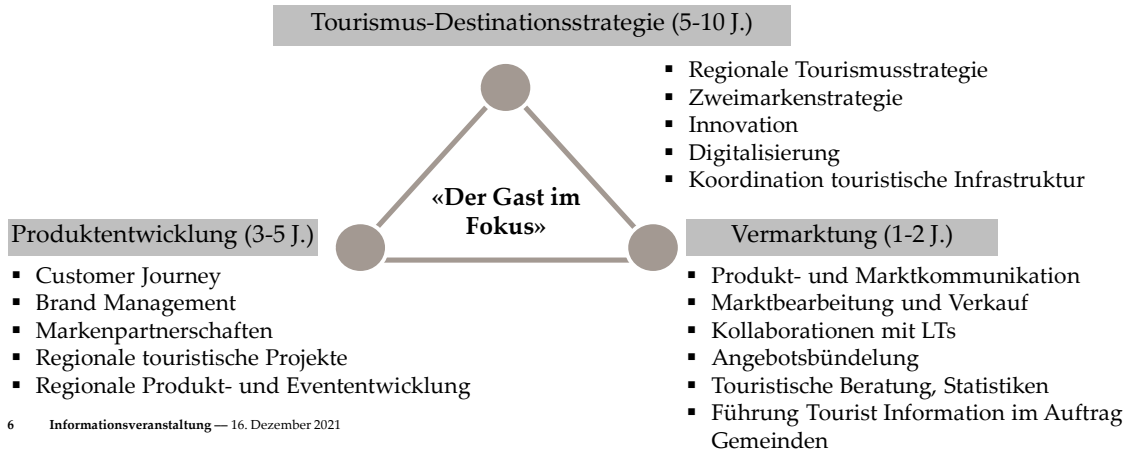 Tourismus-Destinationsstrategie (5-10 J.)
▪ Regionale Tourismusstrategie
▪ Zweimarkenstrategie
▪ Innovation
▪ Digitalisierung
▪ Koordination touristische Infrastruktur
«Der Gast im
Fokus»
Produktentwicklung (3-5 J.)
▪ Customer Journey
▪ Brand Management
▪ Markenpartnerschaften
▪ Regionale touristische Projekte
▪ Regionale Produkt- und Evententwicklung
Vermarktung (1-2 J.)
▪ Produkt- und Marktkommunikation
▪ Marktbearbeitung und Verkauf
▪ Kollaborationen mit LTs
▪ Angebotsbündelung
▪ Touristische Beratung, Statistiken
▪ Führung Tourist Information im Auftrag
Gemeinden
6 Informationsveranstaltung — 16. Dezember 2021